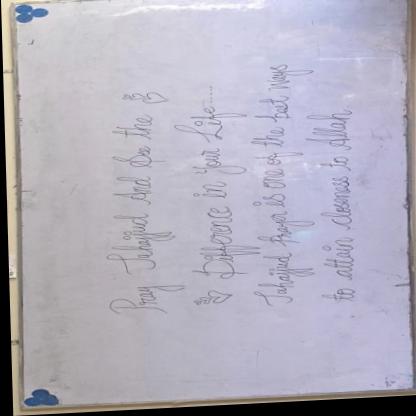 Pray Tahajjud And See the
Difference in your Life.....
Tahajjud Prayer is one of the best ways
to attain closeness to Allah.